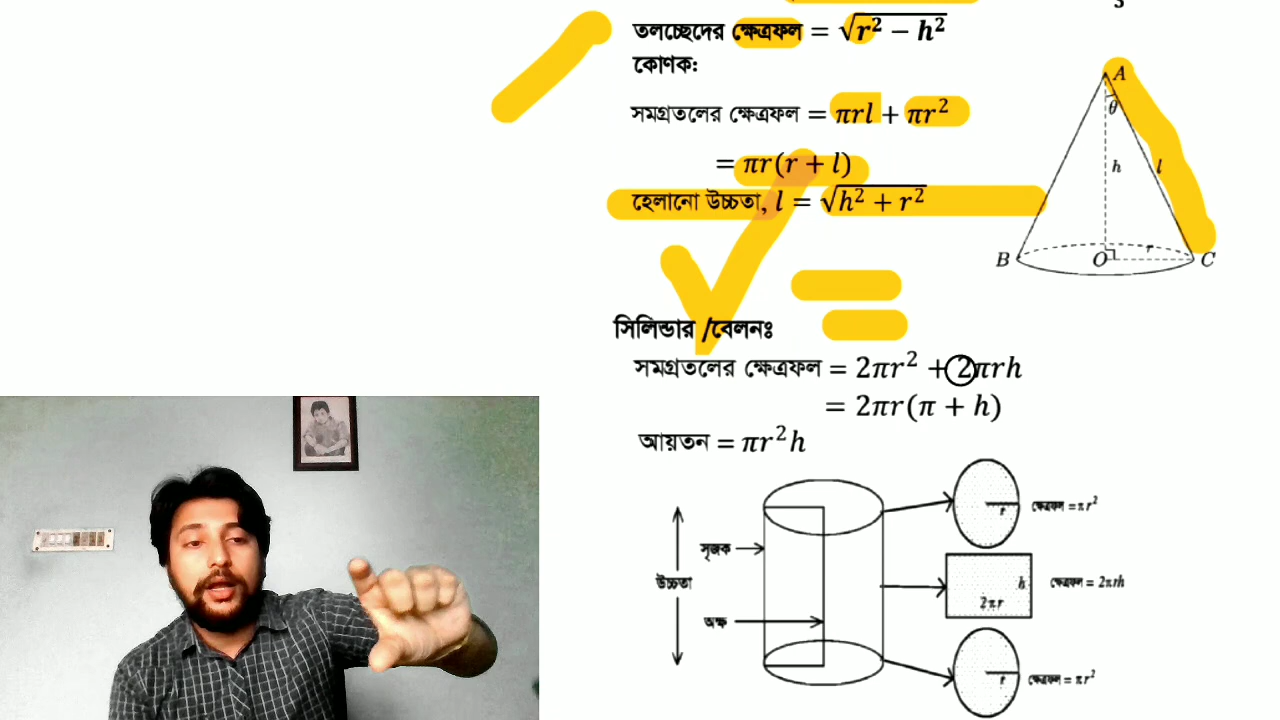 তলচ্ছেদের ক্ষেত্রফল = √r² − h²
কোণক:
সমগ্রতলের ক্ষেত্রফল = πrl + πr²
= πr(r + l)
হেলানো উচ্চতা, l = √h² + r²
A
θ
h
l
r
B
O
C
সিলিন্ডার /বেলনঃ
সমগ্রতলের ক্ষেত্রফল = 2πr² + 2πrh
= 2πr(π + h)
আয়তন = πr²h
r
ক্ষেত্রফল = πr²
সৃজক
উচ্চতা
h
2πr
ক্ষেত্রফল = 2πrh
অক্ষ
r
ক্ষেত্রফল = πr²